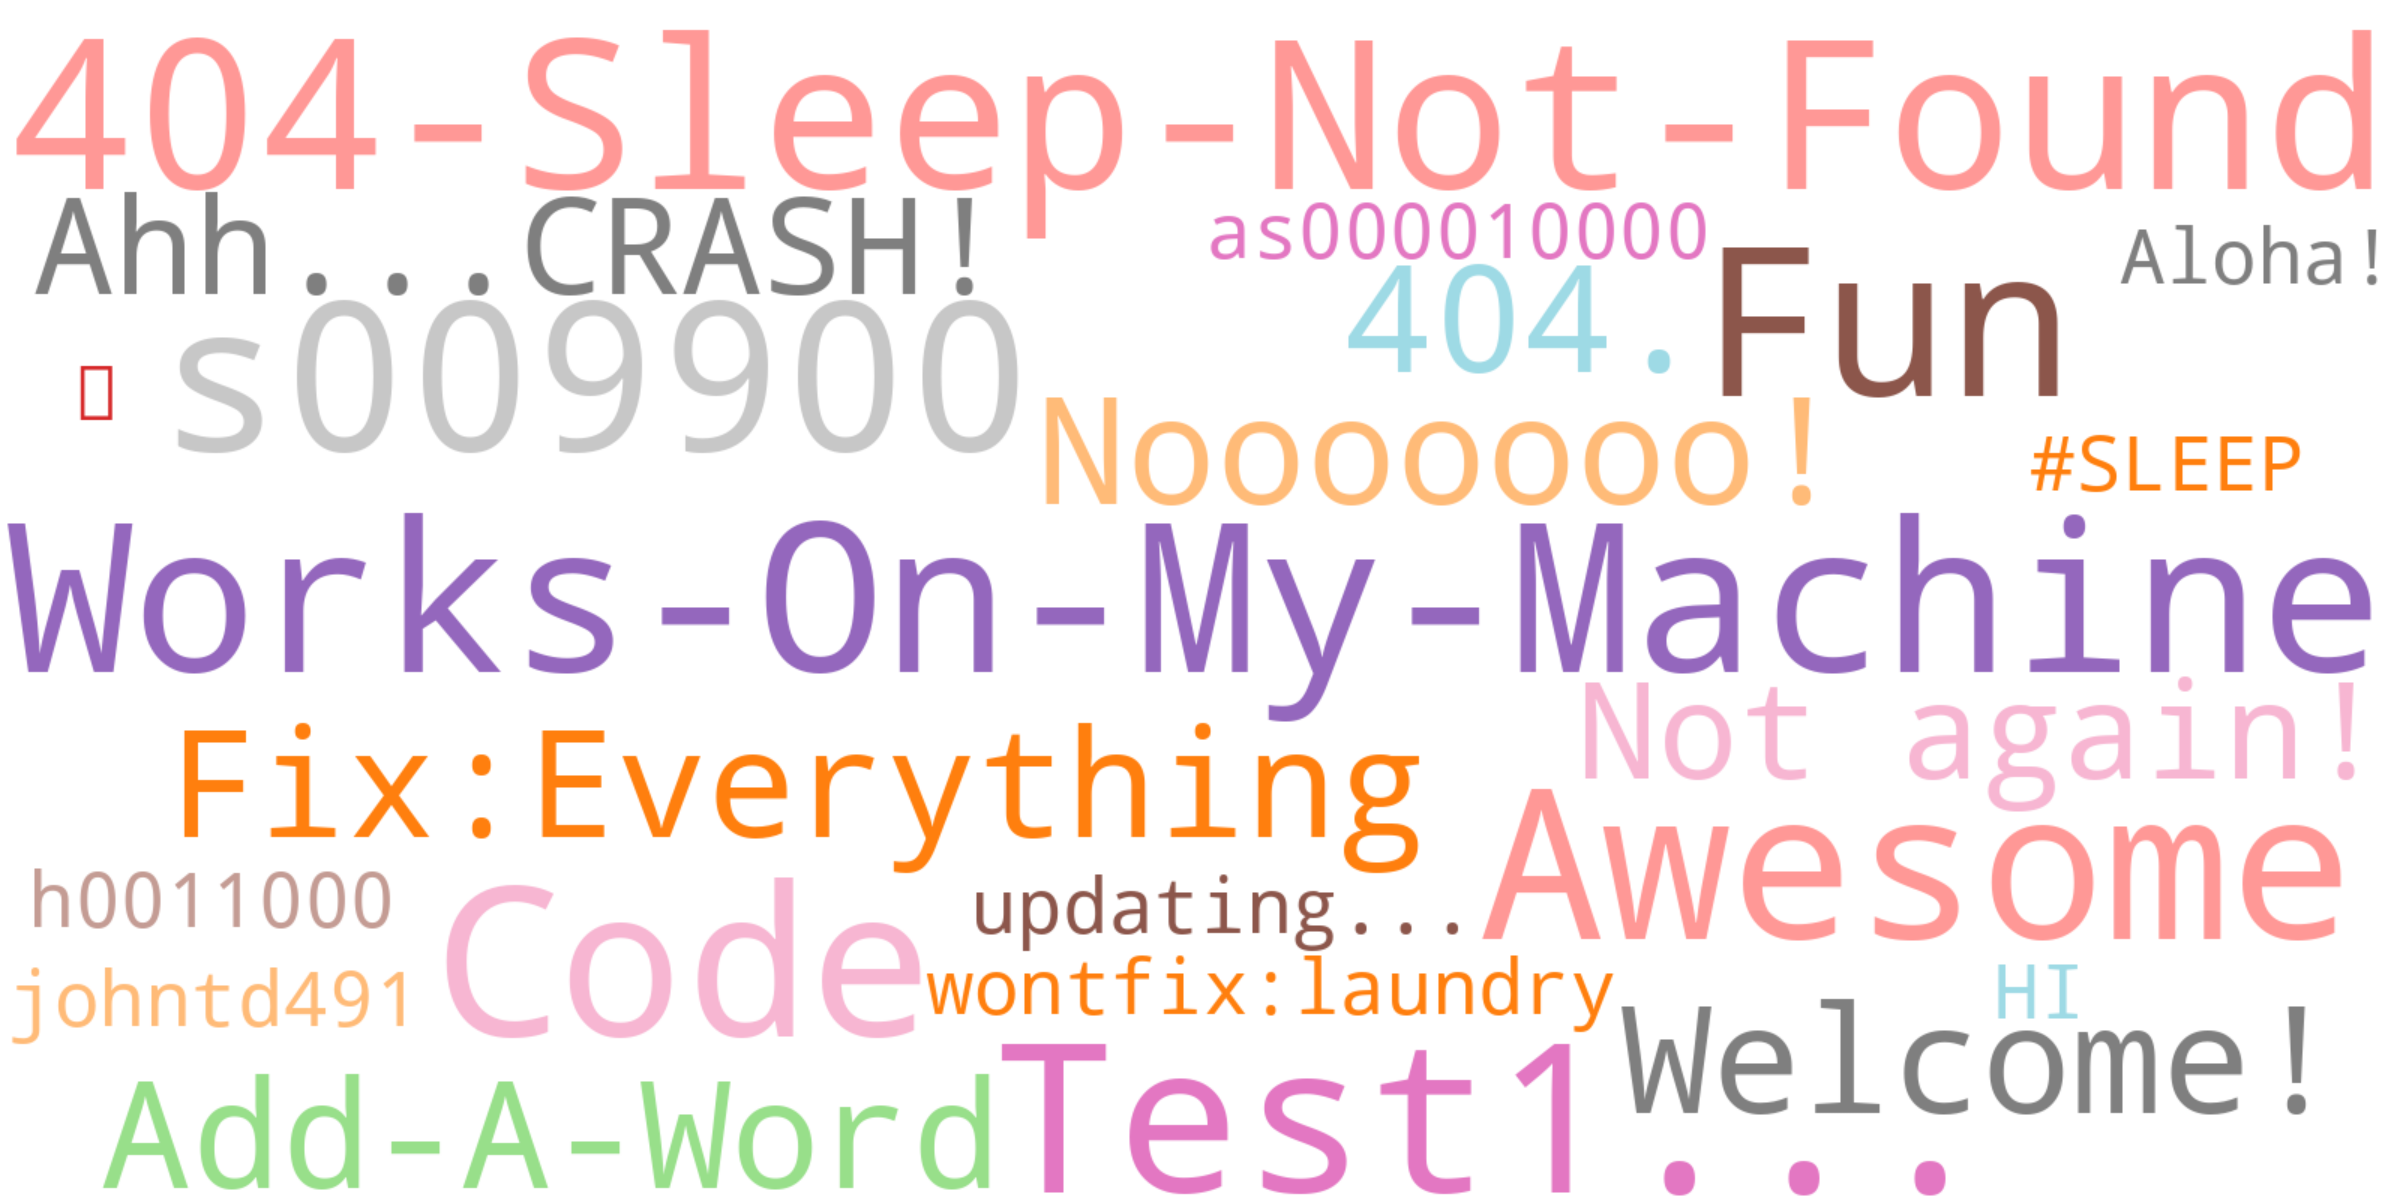 404-Sleep-Not-Found
Ahh...CRASH!
as000010000
Aloha!
404.
Fun
s009900
Nooooooo!
#SLEEP
Works-On-My-Machine
Not again!
Fix:Everything
Awesome
h0011000
Code
updating...
johntd491
wontfix:laundry
HI
Welcome!
Add-A-Word
Test1...